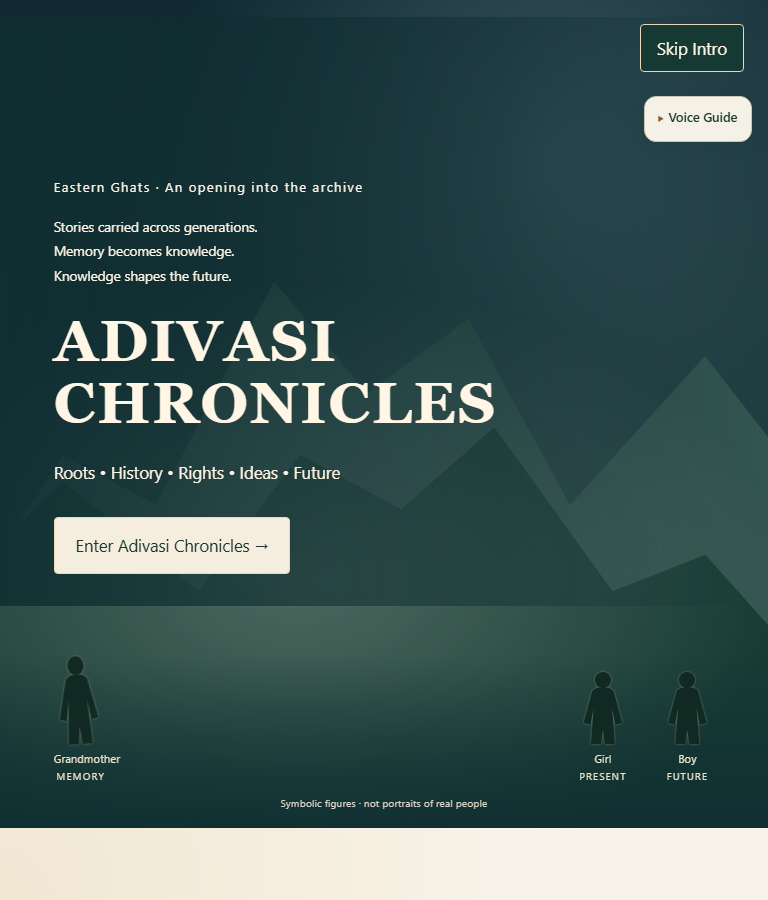 Skip Intro
▸ Voice Guide
Eastern Ghats · An opening into the archive
Stories carried across generations.
Memory becomes knowledge.
Knowledge shapes the future.
ADIVASI
CHRONICLES
Roots • History • Rights • Ideas • Future
Enter Adivasi Chronicles →
Grandmother
MEMORY
Girl
PRESENT
Boy
FUTURE
Symbolic figures · not portraits of real people